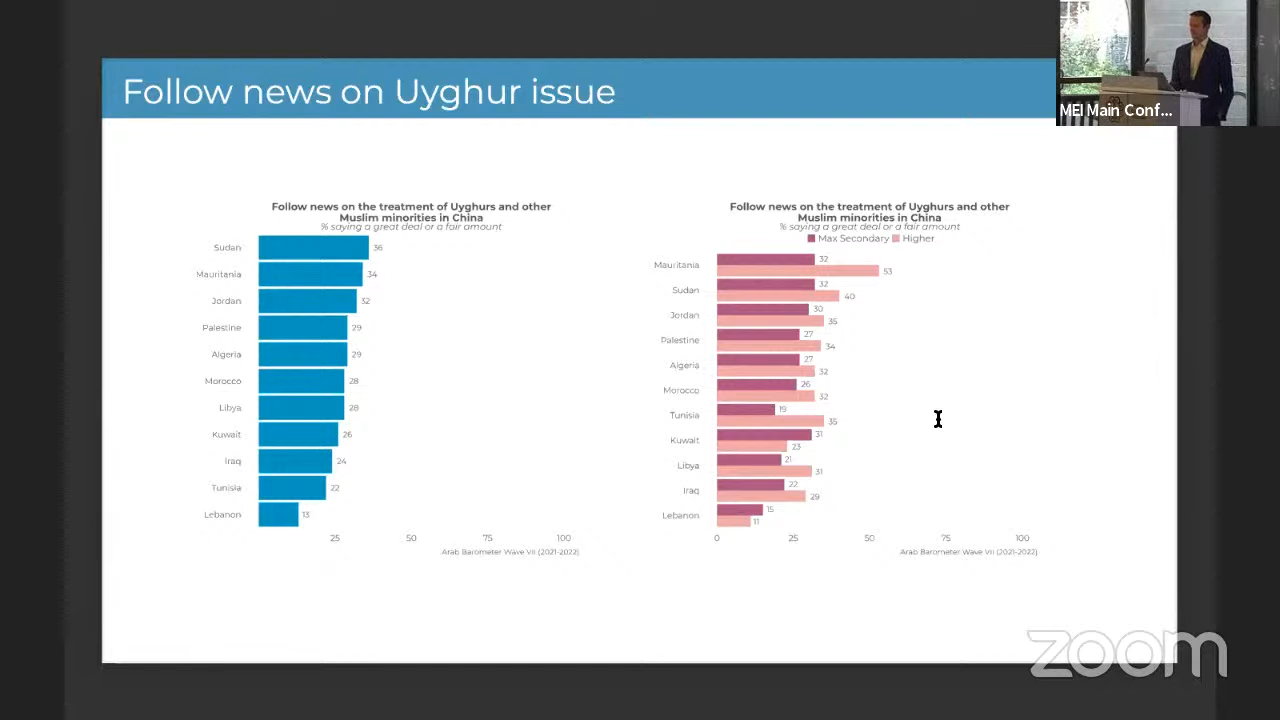 MEI Main Conf...
Follow news on Uyghur issue
Follow news on the treatment of Uyghurs and other
Muslim minorities in China
% saying a great deal or a fair amount
Sudan 36
Mauritania 34
Jordan 32
Palestine 29
Algeria 29
Morocco 28
Libya 28
Kuwait 26
Iraq 24
Tunisia 22
Lebanon 13
25 50 75 100
Arab Barometer Wave VII (2021-2022)
Follow news on the treatment of Uyghurs and other
Muslim minorities in China
% saying a great deal or a fair amount
Max Secondary Higher
Mauritania 32 53
Sudan 32 40
Jordan 30 35
Palestine 27 34
Algeria 27 32
Morocco 26 32
Tunisia 19 35
Kuwait 31 23
Libya 21 31
Iraq 22 29
Lebanon 15 11
0 25 50 75 100
Arab Barometer Wave VII (2021-2022)
zoom